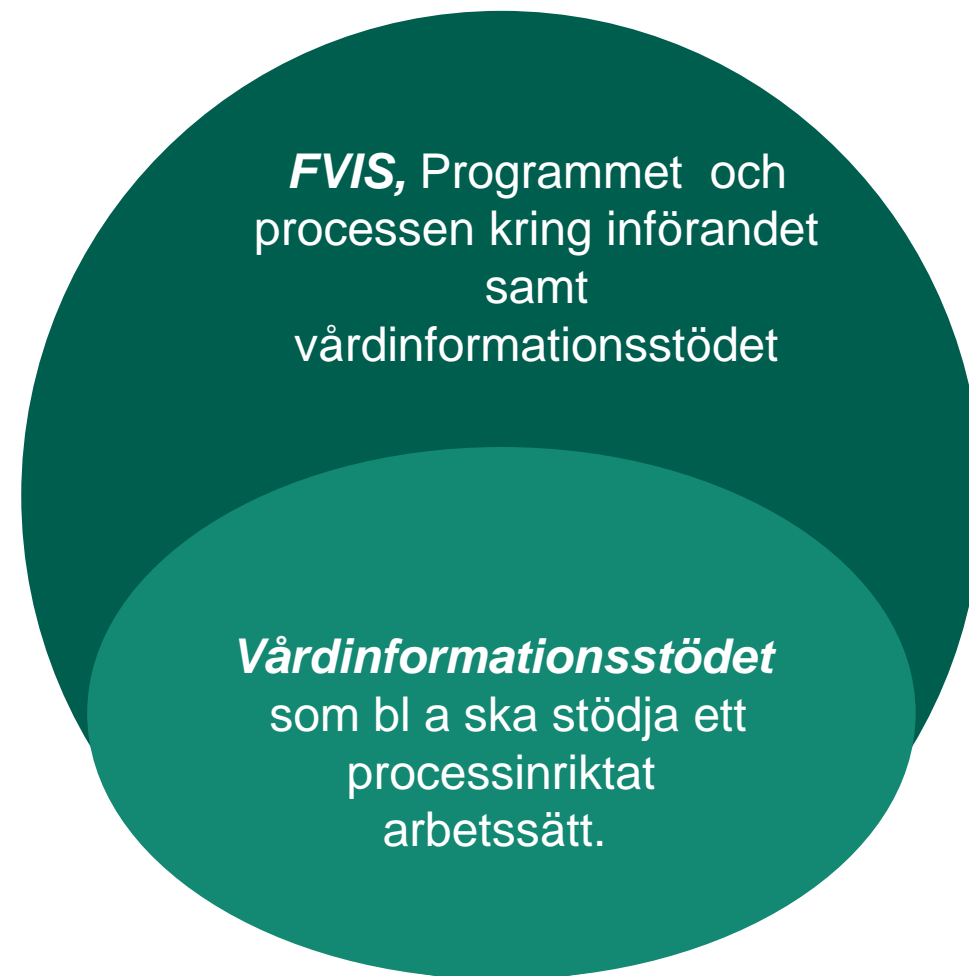 FVIS, Programmet och
processen kring införandet
samt
vårdinformationsstödet
Vårdinformationsstödet
som bl a ska stödja ett
processinriktat
arbetssätt.